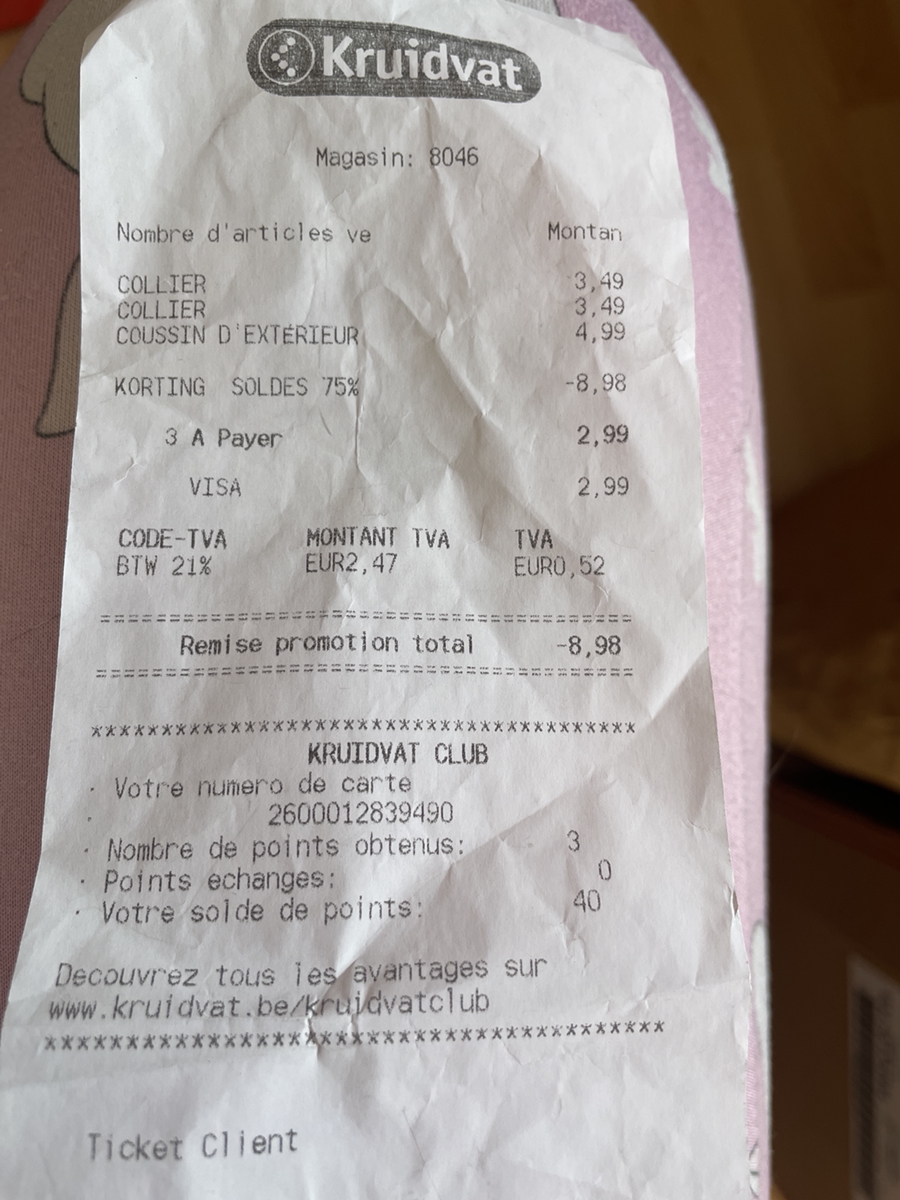 Kruidvat
Magasin: 8046
Nombre d'articles ve Montan
COLLIER 3,49
COLLIER 3,49
COUSSIN D'EXTÉRIEUR 4,99
KORTING SOLDES 75% -8,98
3 A Payer 2,99
VISA 2,99
CODE-TVA MONTANT TVA TVA
BTW 21% EUR2,47 EUR0,52
=====================================
Remise promotion total -8,98
=====================================
***************************************
KRUIDVAT CLUB
· Votre numero de carte
· 2600012839490
· Nombre de points obtenus: 3
· Points echanges: 0
· Votre solde de points: 40
Decouvrez tous les avantages sur
www.kruidvat.be/kruidvatclub
***************************************
Ticket Client